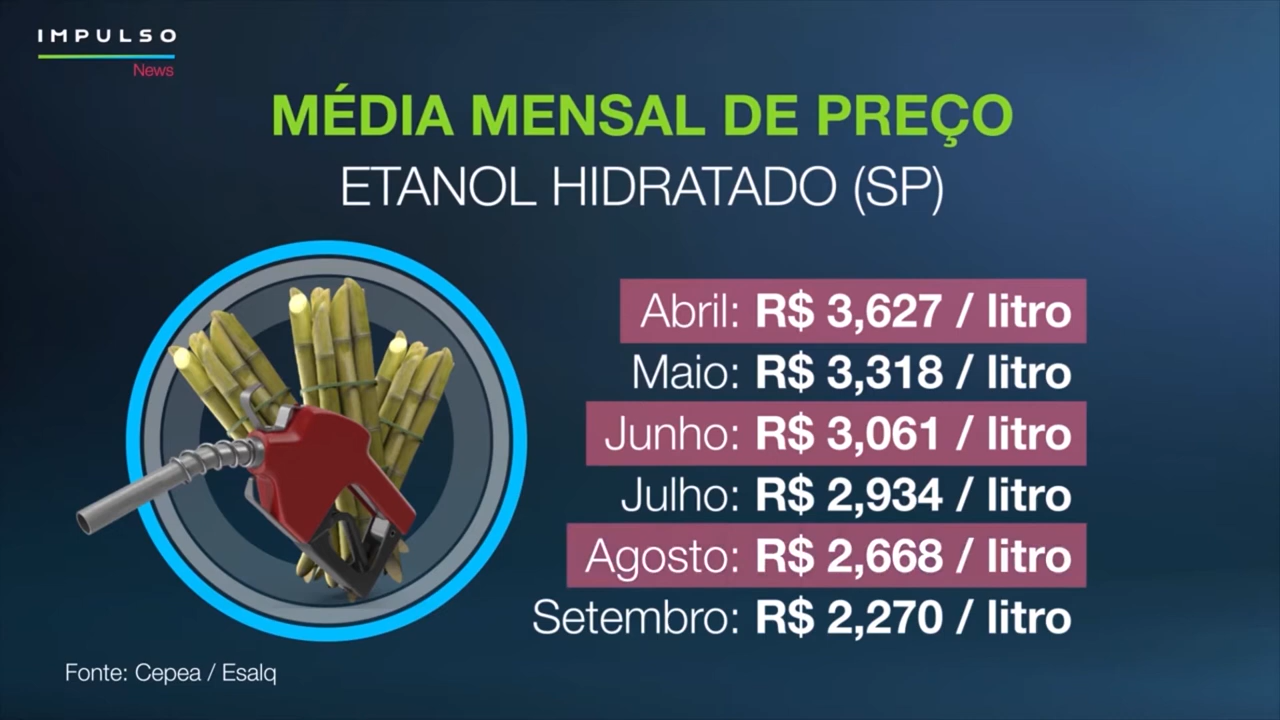 IMPULSO
News
MÉDIA MENSAL DE PREÇO
ETANOL HIDRATADO (SP)
Abril: R$ 3,627 / litro
Maio: R$ 3,318 / litro
Junho: R$ 3,061 / litro
Julho: R$ 2,934 / litro
Agosto: R$ 2,668 / litro
Setembro: R$ 2,270 / litro
Fonte: Cepea / Esalq